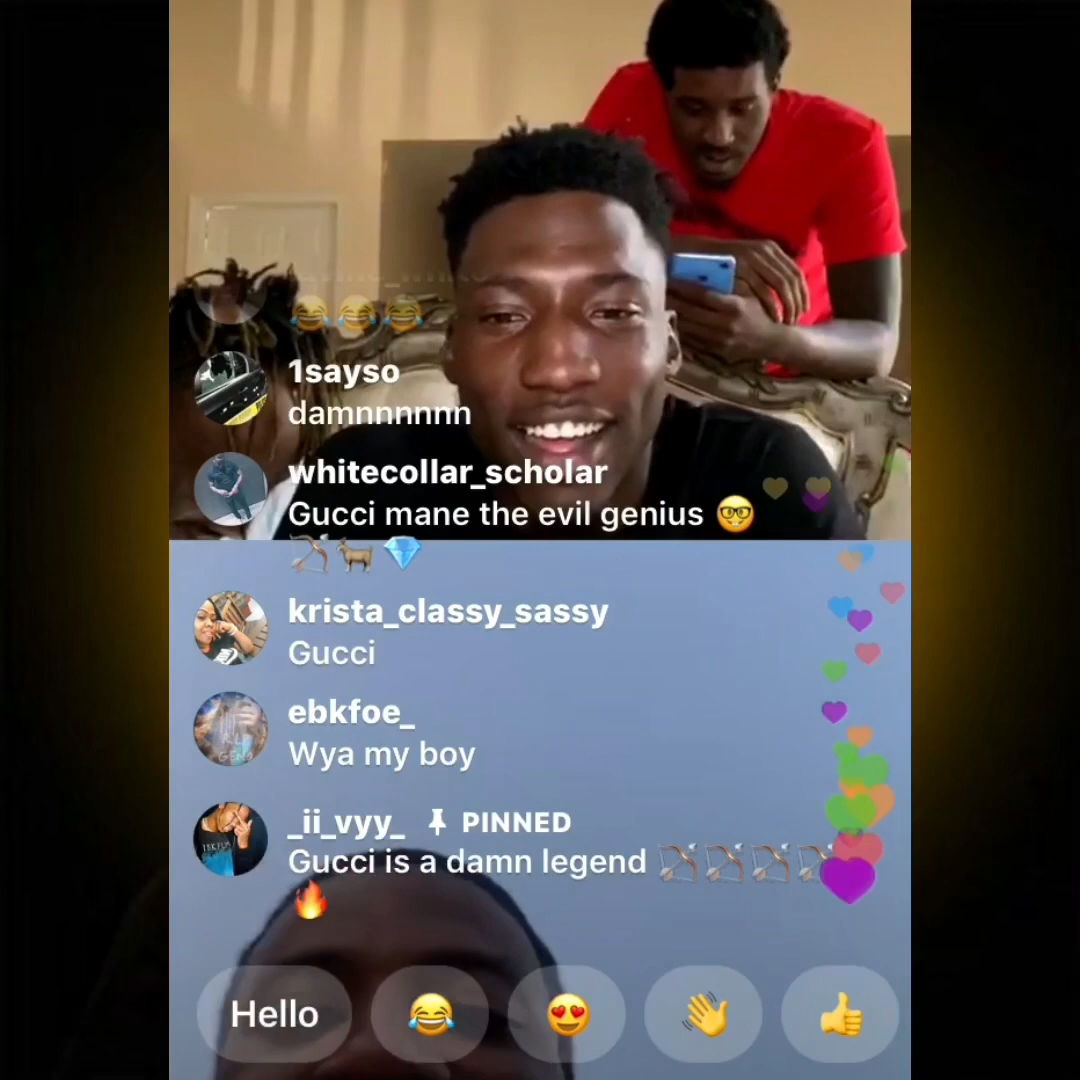 😂😂😂
1sayso
damnnnnnn
whitecollar_scholar
Gucci mane the evil genius 🤓
🏹🐐💎
krista_classy_sassy
Gucci
ebkfoe_
Wya my boy
_ii_vyy_ PINNED
Gucci is a damn legend 🏹🏹🏹🏹
🔥
Hello 😂 😍 👋 👍